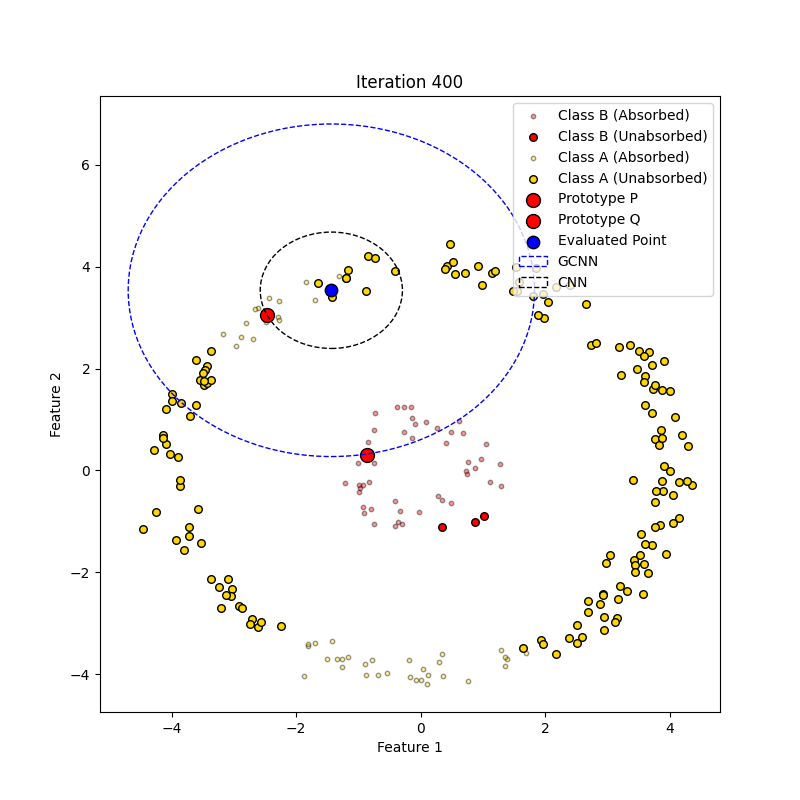 Iteration 400
Class B (Absorbed)
Class B (Unabsorbed)
Class A (Absorbed)
Class A (Unabsorbed)
Prototype P
Prototype Q
Evaluated Point
GCNN
CNN
6
4
2
0
−2
−4
Feature 2
−4 −2 0 2 4
Feature 1